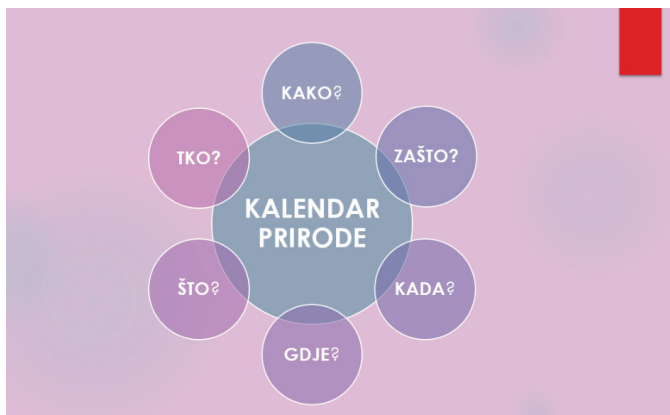 KAKO?
TKO?
ZAŠTO?
KALENDAR
PRIRODE
ŠTO?
KADA?
GDJE?